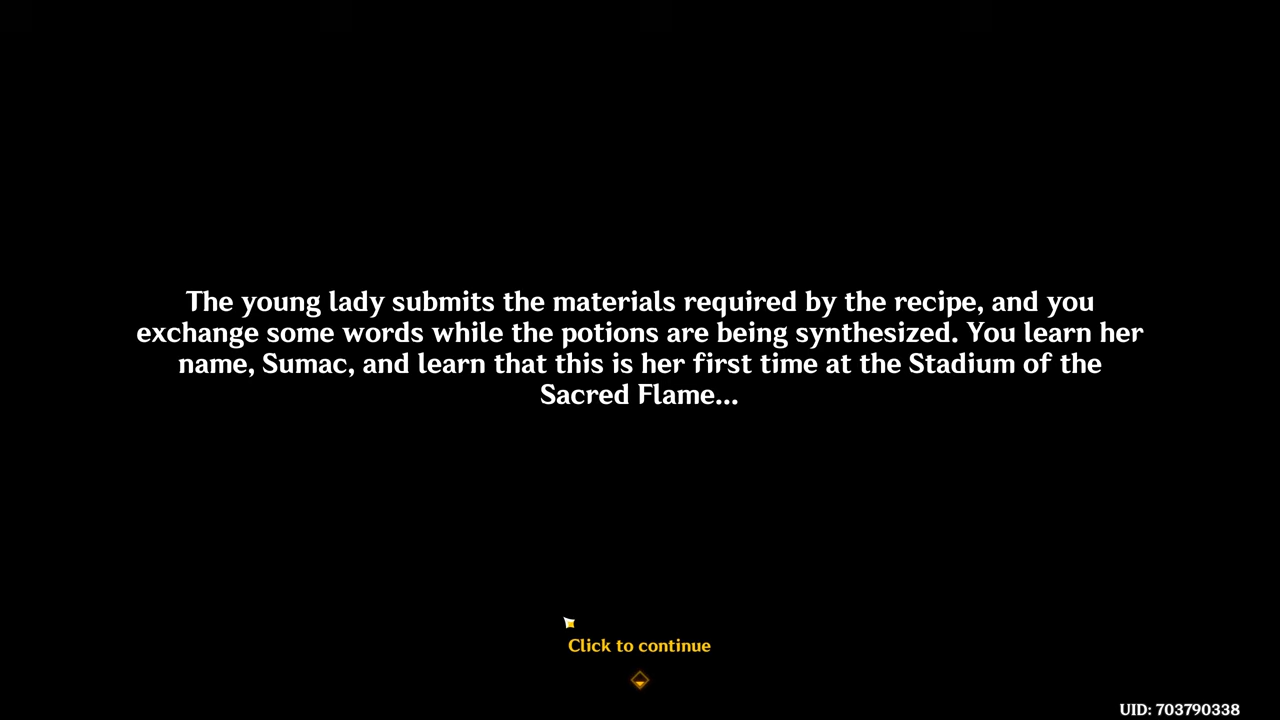 The young lady submits the materials required by the recipe, and you
exchange some words while the potions are being synthesized. You learn her
name, Sumac, and learn that this is her first time at the Stadium of the
Sacred Flame...
Click to continue
UID: 703790338